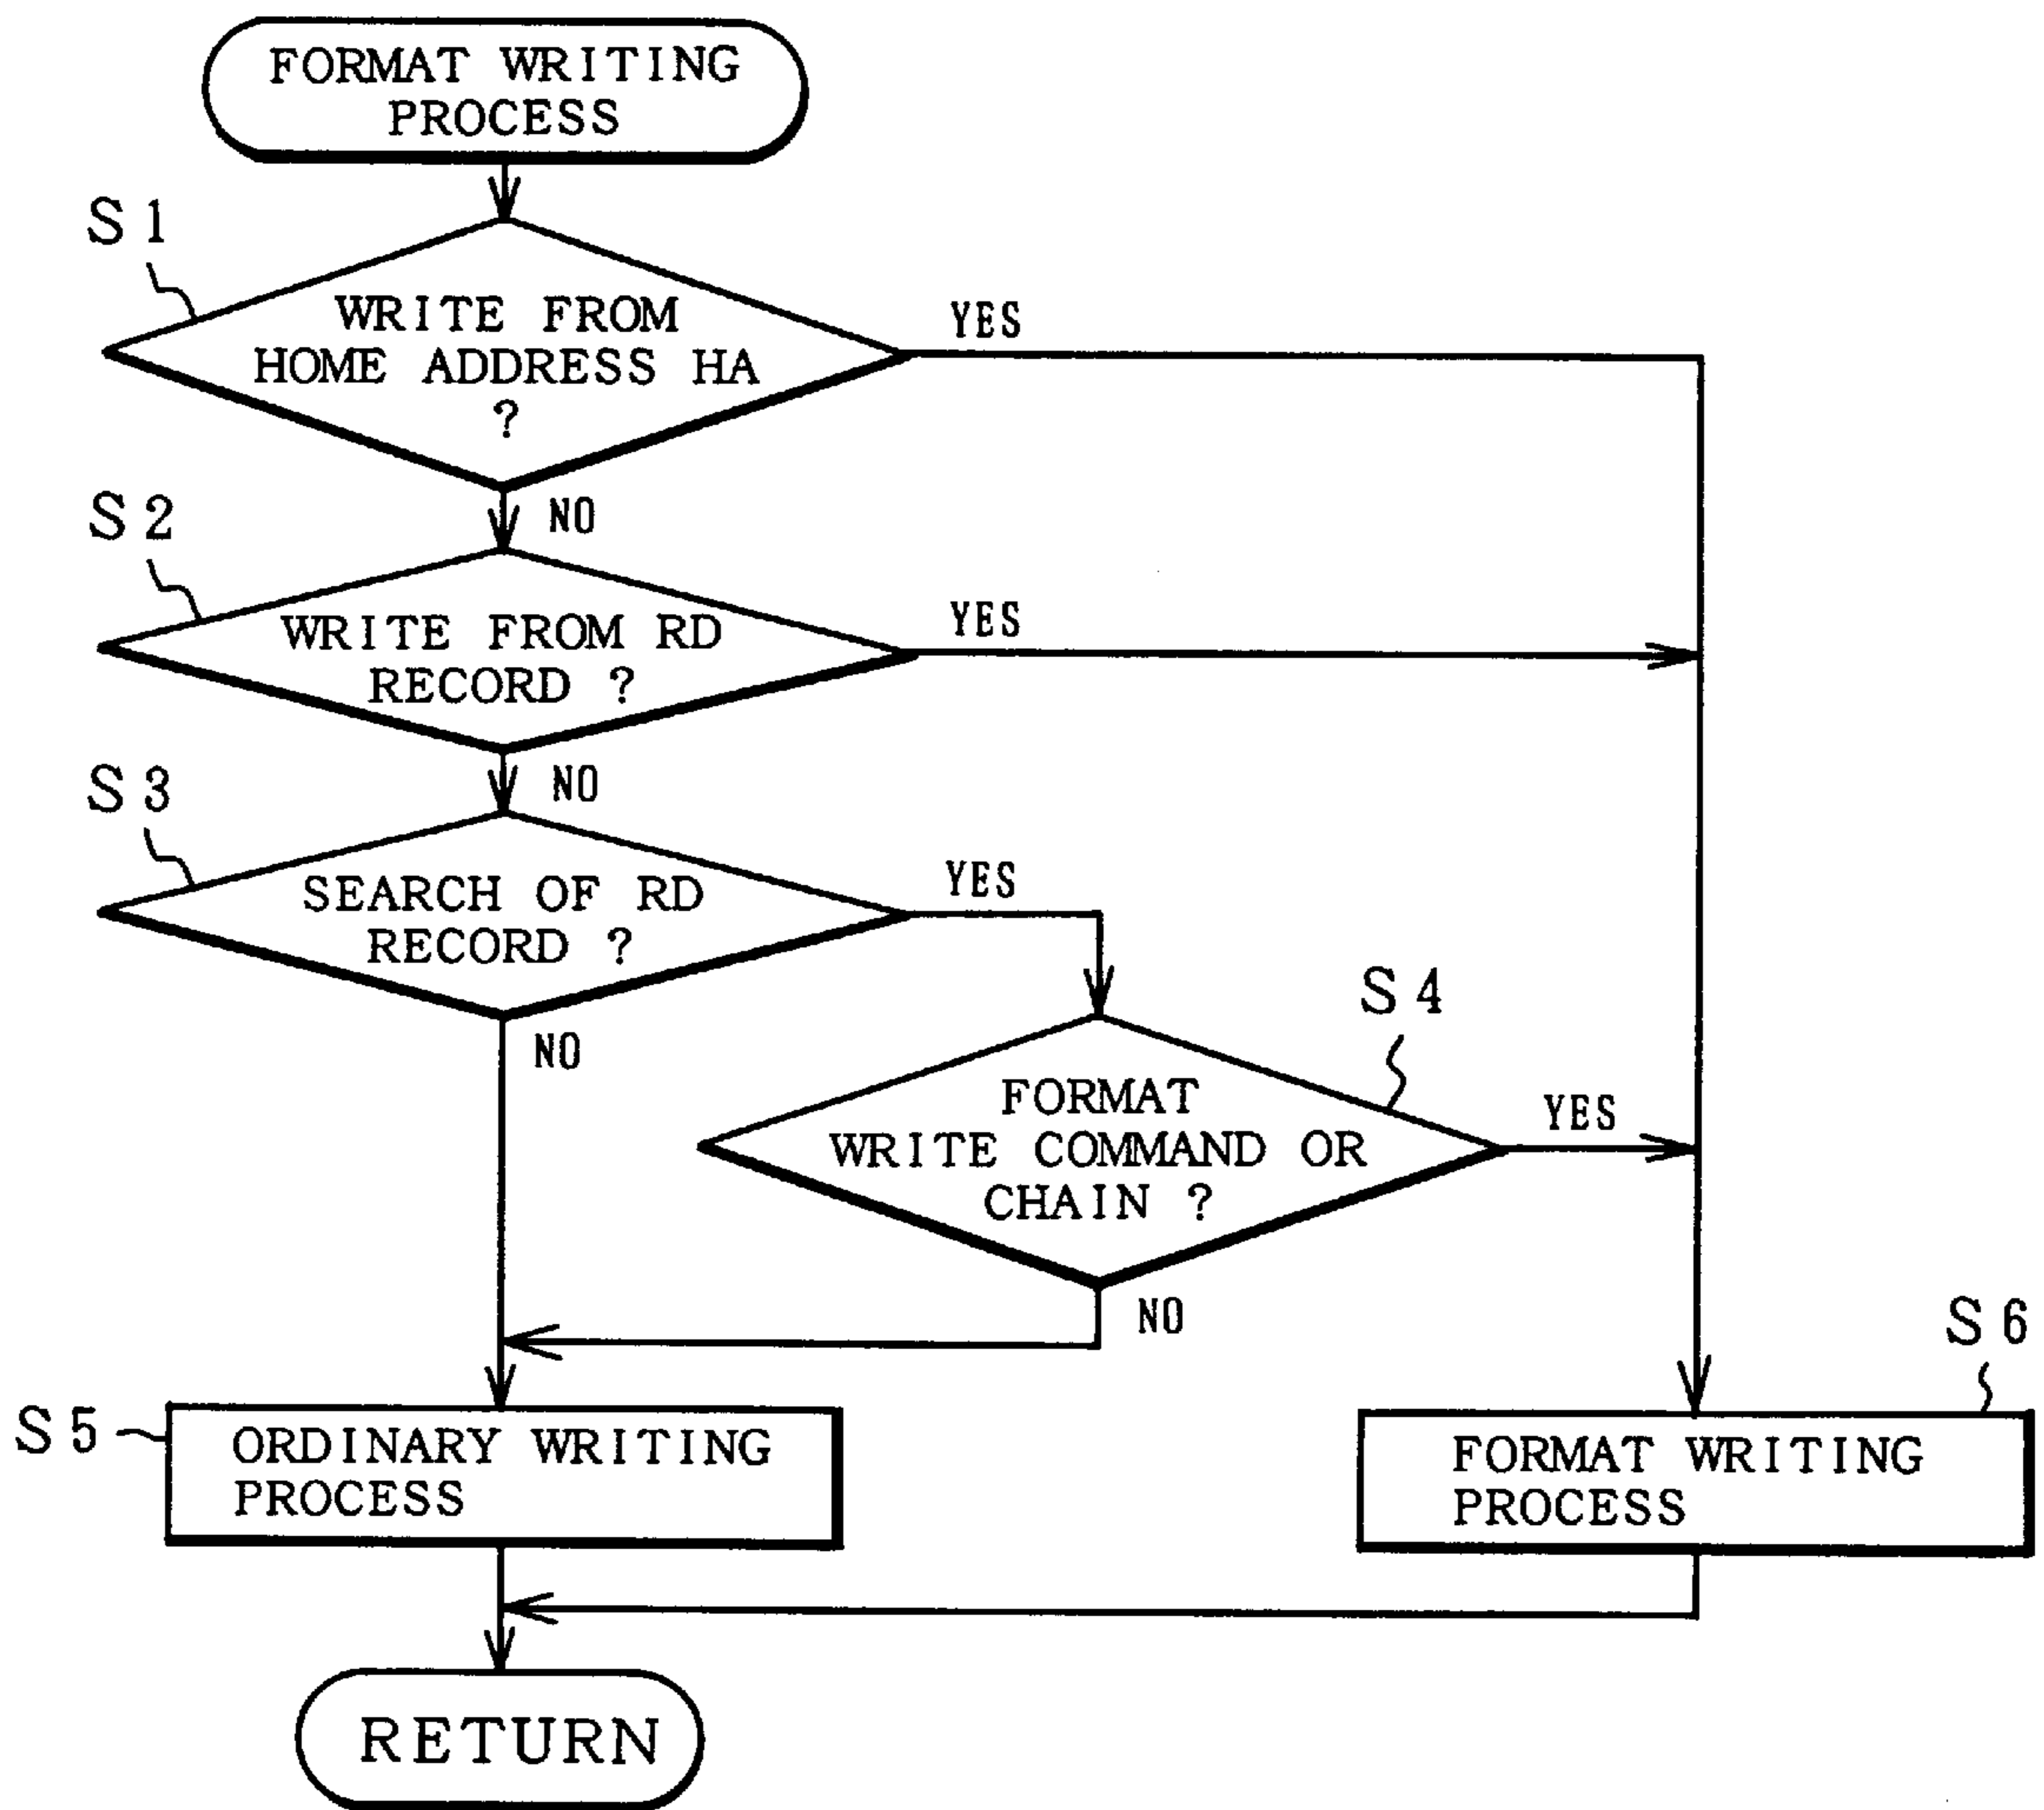 FORMAT WRITING
PROCESS
S1
WRITE FROM
HOME ADDRESS HA
?
YES
NO
S2
WRITE FROM RD
RECORD ?
YES
NO
S3
SEARCH OF RD
RECORD ?
YES
NO
S4
FORMAT
WRITE COMMAND OR
CHAIN ?
YES
NO
S5
ORDINARY WRITING
PROCESS
S6
FORMAT WRITING
PROCESS
RETURN